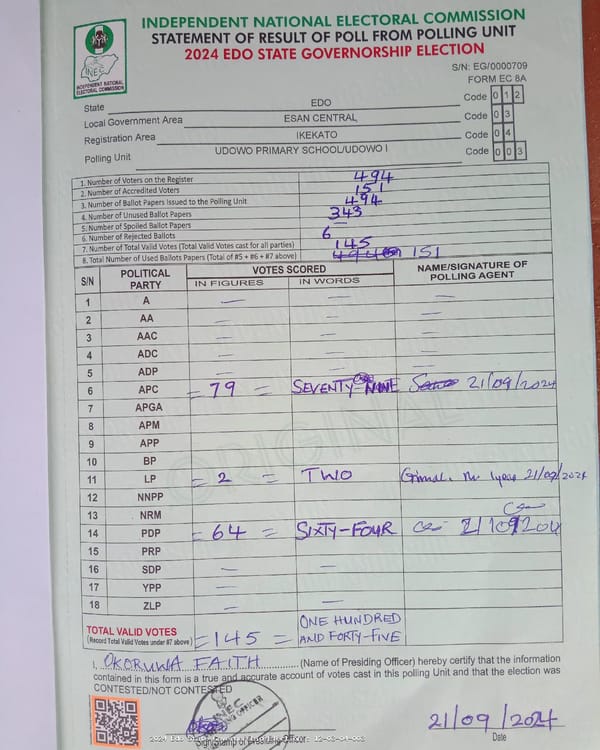 INDEPENDENT NATIONAL ELECTORAL COMMISSION
STATEMENT OF RESULT OF POLL FROM POLLING UNIT
2024 EDO STATE GOVERNORSHIP ELECTION
INEC
INDEPENDENT NATIONAL
ELECTORAL COMMISSION
S/N: EG/0000709
FORM EC 8A
State EDO Code 0 1 2
Local Government Area ESAN CENTRAL Code 0 3
Registration Area IKEKATO Code 0 4
Polling Unit UDOWO PRIMARY SCHOOL/UDOWO I Code 0 0 3
1. Number of Voters on the Register 494
2. Number of Accredited Voters 151
3. Number of Ballot Papers Issued to the Polling Unit 494
4. Number of Unused Ballot Papers 343
5. Number of Spoiled Ballot Papers —
6. Number of Rejected Ballots 6
7. Number of Total Valid Votes (Total Valid Votes cast for all parties) 145
8. Total Number of Used Ballots Papers (Total of #5 + #6 + #7 above) 151
S/N POLITICAL PARTY VOTES SCORED NAME/SIGNATURE OF POLLING AGENT
IN FIGURES IN WORDS
1 A — — —
2 AA — — —
3 AAC — — —
4 ADC — — —
5 ADP — — —
6 APC = 79 = SEVENTY-NINE 21/09/2024
7 APGA
8 APM
9 APP
10 BP
11 LP = 2 = TWO 21/09/2024
12 NNPP
13 NRM
14 PDP = 64 = SIXTY-FOUR
15 PRP
16 SDP — —
17 YPP — —
18 ZLP — —
TOTAL VALID VOTES
(Record Total Valid Votes under #7 above) = 145 = ONE HUNDRED AND FORTY-FIVE
I, OKORUWA FAITH (Name of Presiding Officer) hereby certify that the information
contained in this form is a true and accurate account of votes cast in this polling Unit and that the election was
CONTESTED/NOT CONTESTED
INEC
21/09/2024
Sign/Stamp of Presiding Officer
Date
ORIGINAL